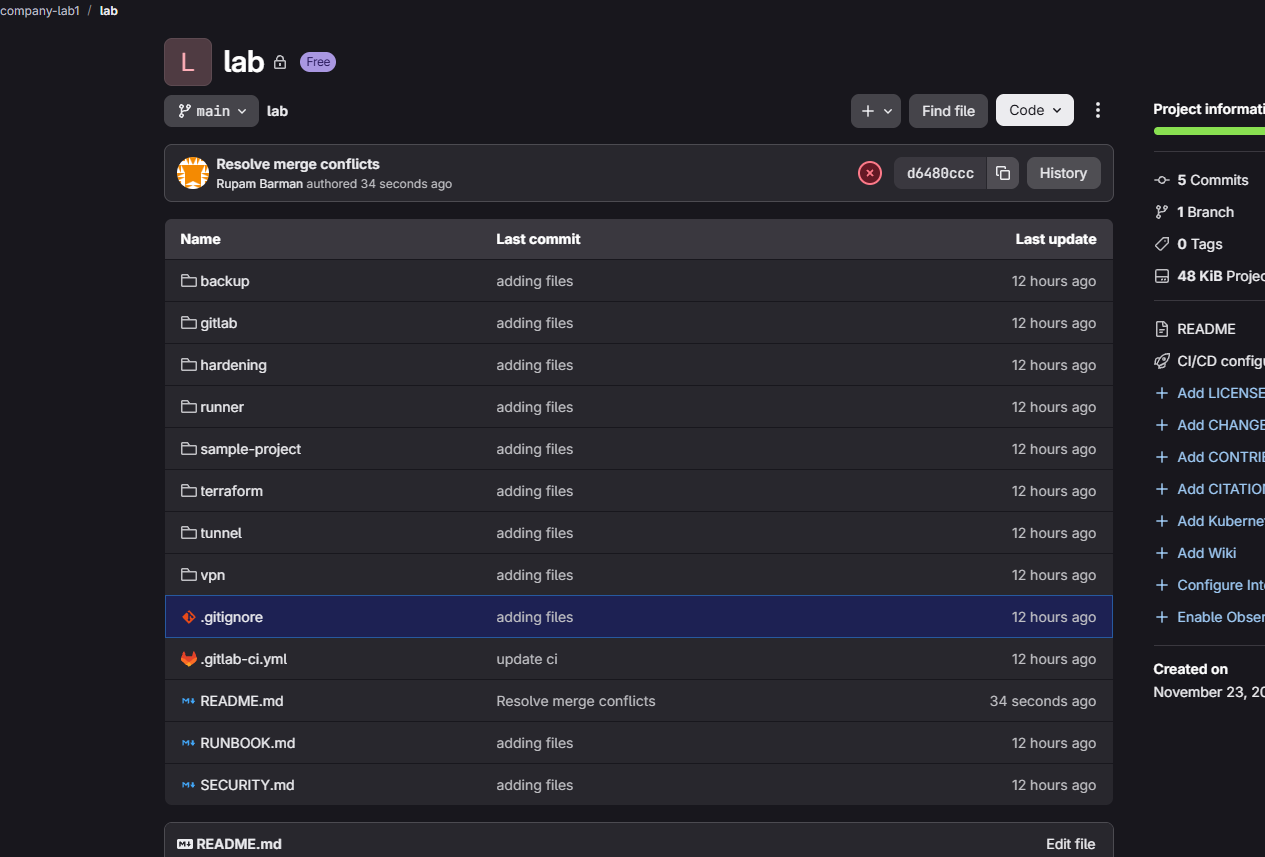 company-lab1 / lab
L lab Free
main lab + Find file Code
Resolve merge conflicts
Rupam Barman authored 34 seconds ago
d6480ccc History
Name Last commit Last update
backup adding files 12 hours ago
gitlab adding files 12 hours ago
hardening adding files 12 hours ago
runner adding files 12 hours ago
sample-project adding files 12 hours ago
terraform adding files 12 hours ago
tunnel adding files 12 hours ago
vpn adding files 12 hours ago
.gitignore adding files 12 hours ago
.gitlab-ci.yml update ci 12 hours ago
README.md Resolve merge conflicts 34 seconds ago
RUNBOOK.md adding files 12 hours ago
SECURITY.md adding files 12 hours ago
README.md Edit file
Project informati
5 Commits
1 Branch
0 Tags
48 KiB Projec
README
CI/CD configu
+ Add LICENSE
+ Add CHANGE
+ Add CONTRIE
+ Add CITATION
+ Add Kuberne
+ Add Wiki
+ Configure Inte
+ Enable Obser
Created on
November 23, 20